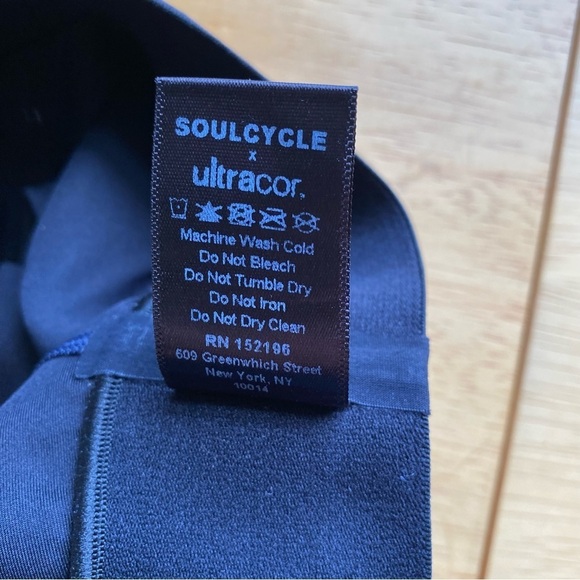 SOULCYCLE
x
ultracor.
Machine Wash Cold
Do Not Bleach
Do Not Tumble Dry
Do Not Iron
Do Not Dry Clean
RN 152196
609 Greenwhich Street
New York, NY
10014